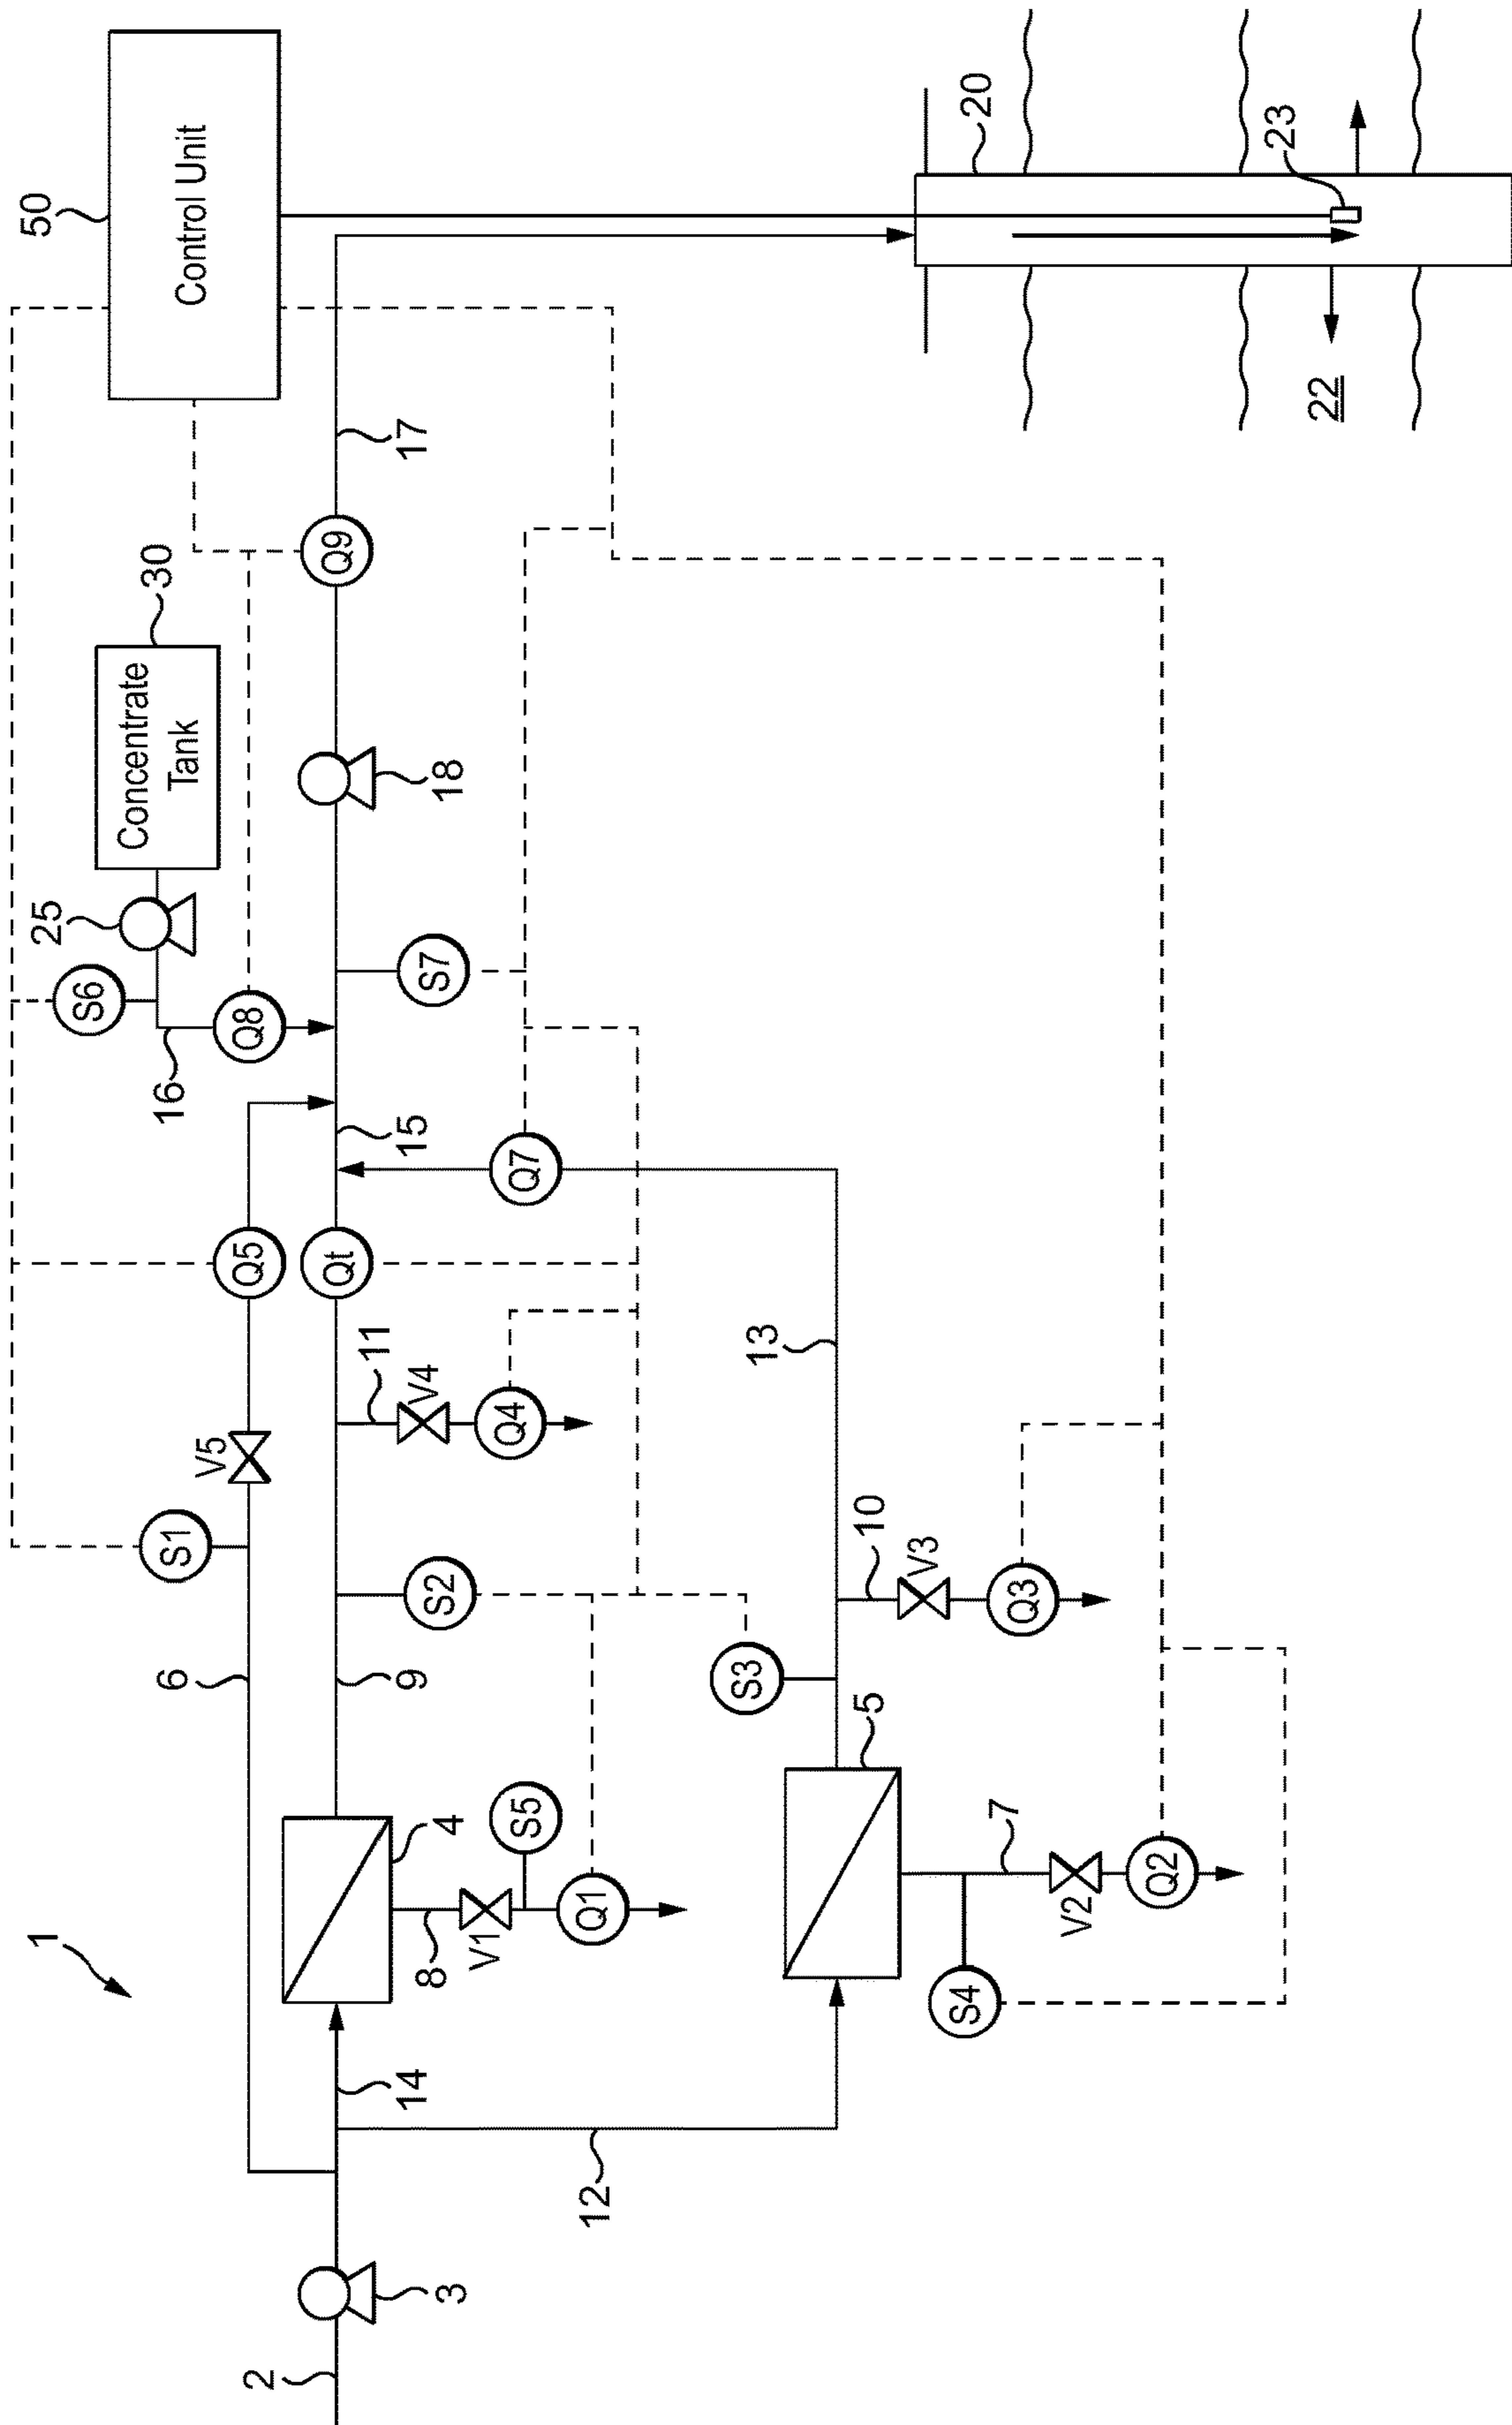 50
Control Unit
30
Concentrate
Tank
25
S6
16
Q8
Q9
17
18
S7
15
Q7
Q5
Qt
V5
S1
11
V4
Q4
6
9
S2
13
10
V3
Q3
S3
5
4
S5
8
V1
Q1
7
V2
Q2
S4
1
14
12
3
2
20
23
22